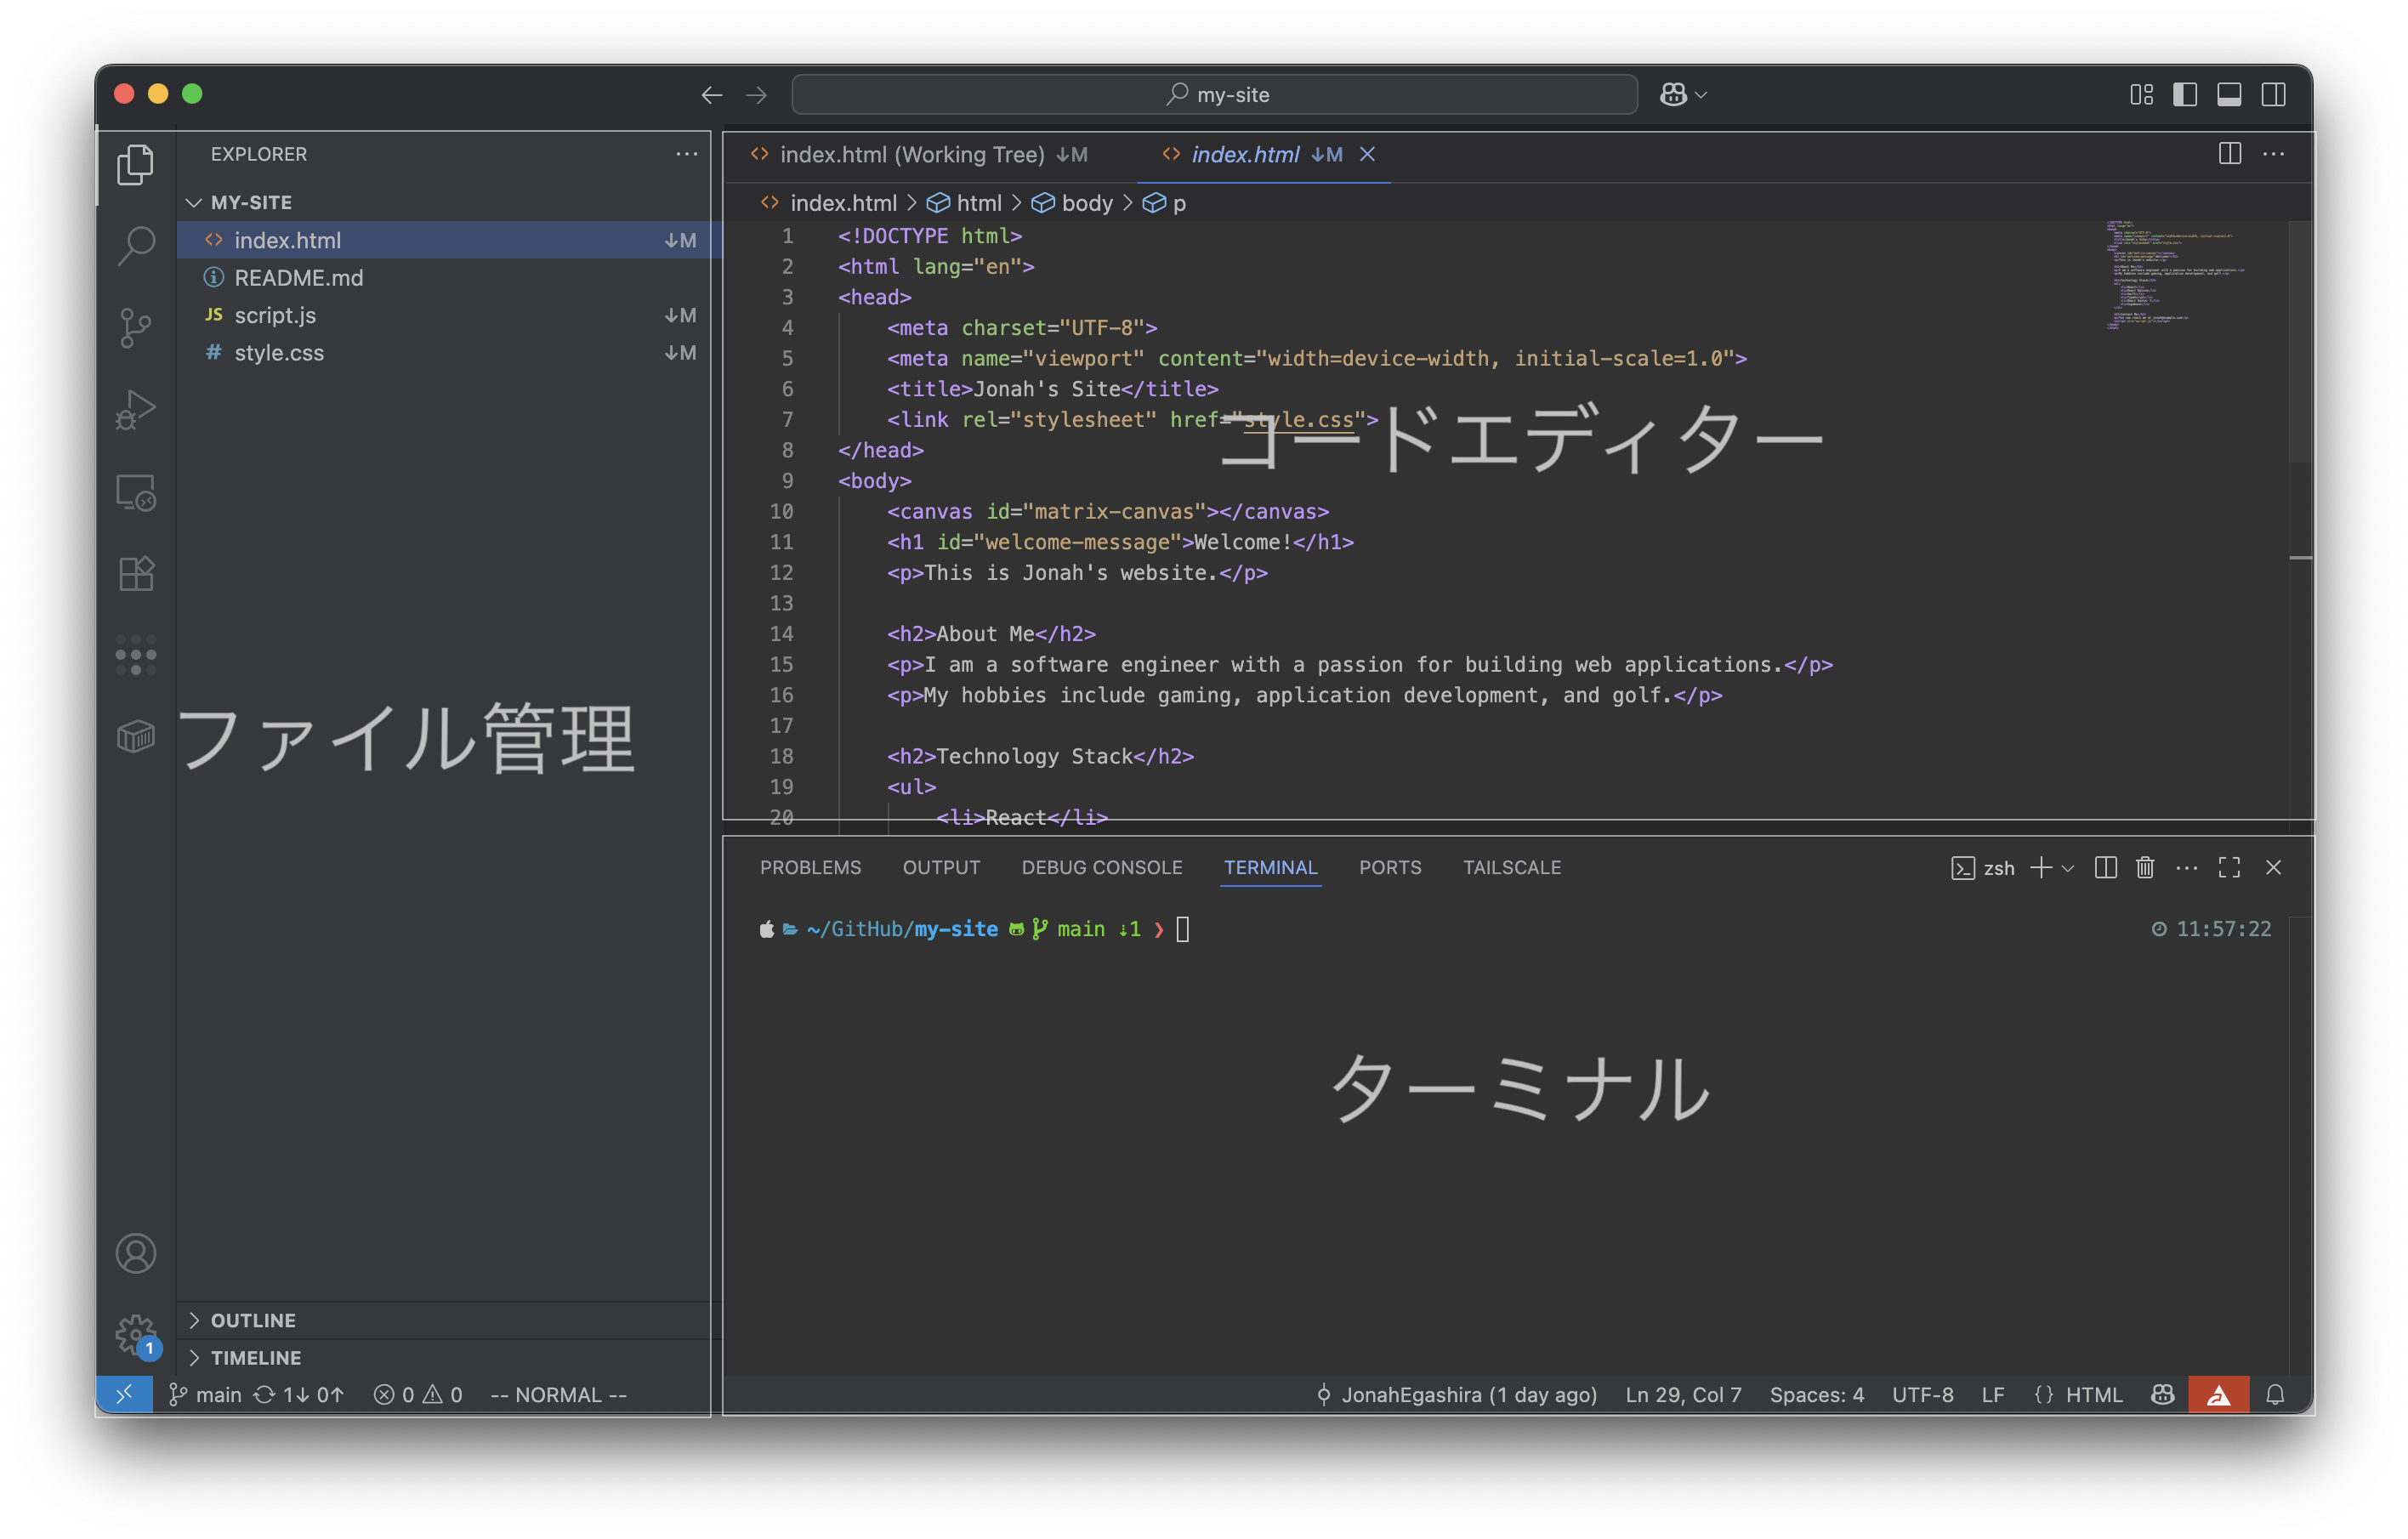 my-site
EXPLORER
MY-SITE
index.html ↓M
README.md
JS script.js ↓M
# style.css ↓M
ファイル管理
OUTLINE
TIMELINE
index.html (Working Tree) ↓M
index.html ↓M
index.html > html > body > p
1 <!DOCTYPE html>
2 <html lang="en">
3 <head>
4 <meta charset="UTF-8">
5 <meta name="viewport" content="width=device-width, initial-scale=1.0">
6 <title>Jonah's Site</title>
7 <link rel="stylesheet" href="style.css">
コードエディター
8 </head>
9 <body>
10 <canvas id="matrix-canvas"></canvas>
11 <h1 id="welcome-message">Welcome!</h1>
12 <p>This is Jonah's website.</p>
13
14 <h2>About Me</h2>
15 <p>I am a software engineer with a passion for building web applications.</p>
16 <p>My hobbies include gaming, application development, and golf.</p>
17
18 <h2>Technology Stack</h2>
19 <ul>
20 <li>React</li>
PROBLEMS OUTPUT DEBUG CONSOLE TERMINAL PORTS TAILSCALE zsh
~/GitHub/my-site main ⇣1 ❯ 11:57:22
ターミナル
1
main 1↓ 0↑ 0 0 -- NORMAL -- JonahEgashira (1 day ago) Ln 29, Col 7 Spaces: 4 UTF-8 LF {} HTML